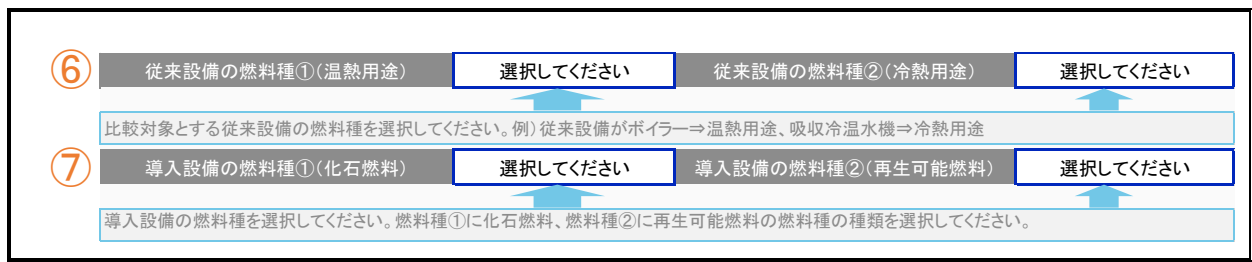 ⑥ 従来設備の燃料種①（温熱用途） 選択してください 従来設備の燃料種②（冷熱用途） 選択してください
比較対象とする従来設備の燃料種を選択してください。例）従来設備がボイラー⇒温熱用途、吸収冷温水機⇒冷熱用途
⑦ 導入設備の燃料種①（化石燃料） 選択してください 導入設備の燃料種②（再生可能燃料） 選択してください
導入設備の燃料種を選択してください。燃料種①に化石燃料、燃料種②に再生可能燃料の燃料種の種類を選択してください。